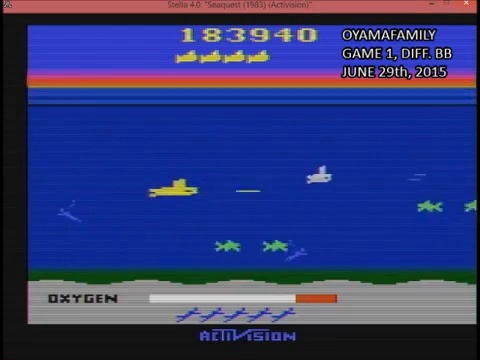 Stella 4.0: "Seaquest (1983) (Activision)"
183940
OYAMAFAMILY
GAME 1, DIFF. BB
JUNE 29th, 2015
OXYGEN
ACTIVISION